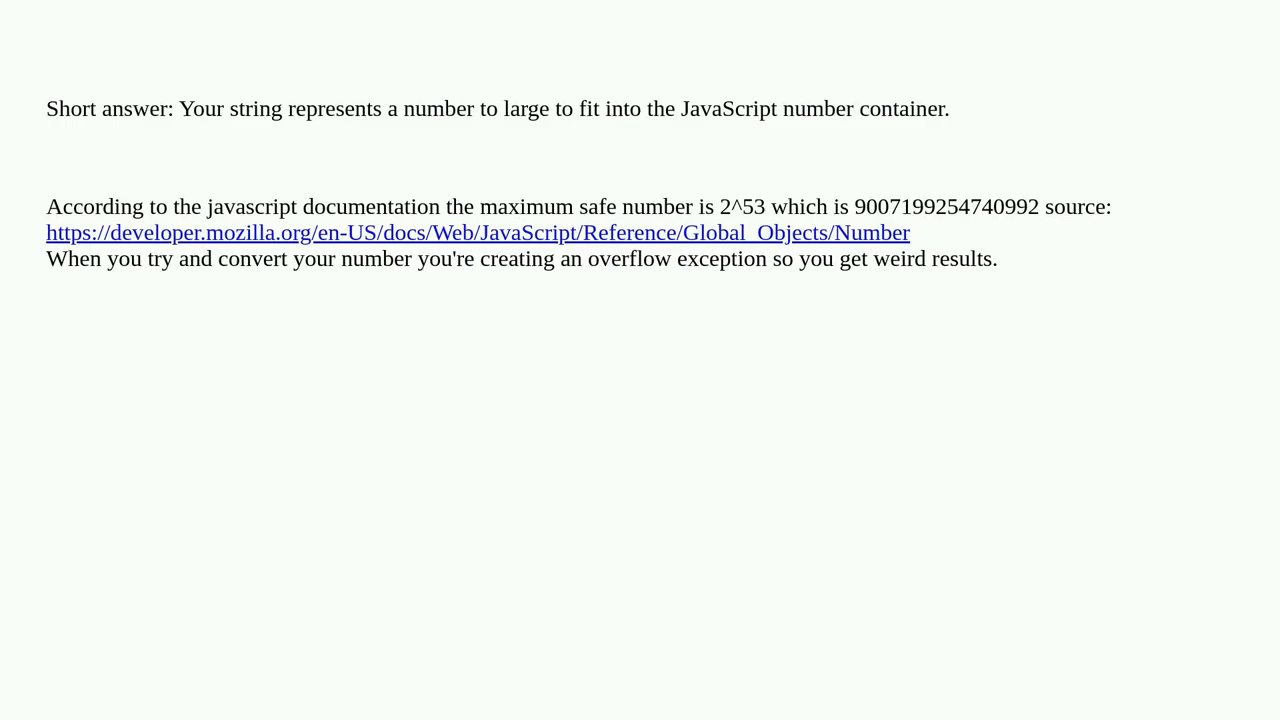 Short answer: Your string represents a number to large to fit into the JavaScript number container.
According to the javascript documentation the maximum safe number is 2^53 which is 9007199254740992 source:
https://developer.mozilla.org/en-US/docs/Web/JavaScript/Reference/Global_Objects/Number
When you try and convert your number you're creating an overflow exception so you get weird results.